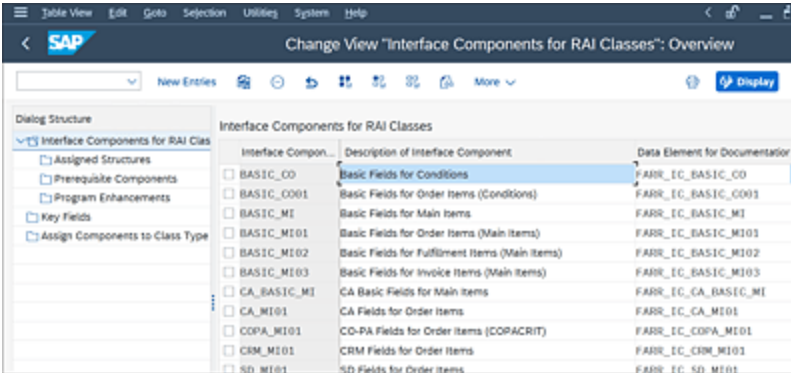 Table View Edit Goto Selection Utilities System Help
SAP Change View "Interface Components for RAI Classes": Overview
New Entries More Display
Dialog Structure
Interface Components for RAI Clas
Assigned Structures
Prerequisite Components
Program Enhancements
Key Fields
Assign Components to Class Type
Interface Components for RAI Classes
Interface Compon... Description of Interface Component Data Element for Documentation
BASIC_CO Basic Fields for Conditions FARR_IC_BASIC_CO
BASIC_CO01 Basic Fields for Order Items (Conditions) FARR_IC_BASIC_CO01
BASIC_MI Basic Fields for Main Items FARR_IC_BASIC_MI
BASIC_MI01 Basic Fields for Order Items (Main Items) FARR_IC_BASIC_MI01
BASIC_MI02 Basic Fields for Fulfillment Items (Main Items) FARR_IC_BASIC_MI02
BASIC_MI03 Basic Fields for Invoice Items (Main Items) FARR_IC_BASIC_MI03
CA_BASIC_MI CA Basic Fields for Main Items FARR_IC_CA_BASIC_MI
CA_MI01 CA Fields for Order Items FARR_IC_CA_MI01
COPA_MI01 CO-PA Fields for Order Items (COPACRIT) FARR_IC_COPA_MI01
CRM_MI01 CRM Fields for Order Items FARR_IC_CRM_MI01
SD_MI01 SD Fields for Order Items FARR_IC_SD_MI01